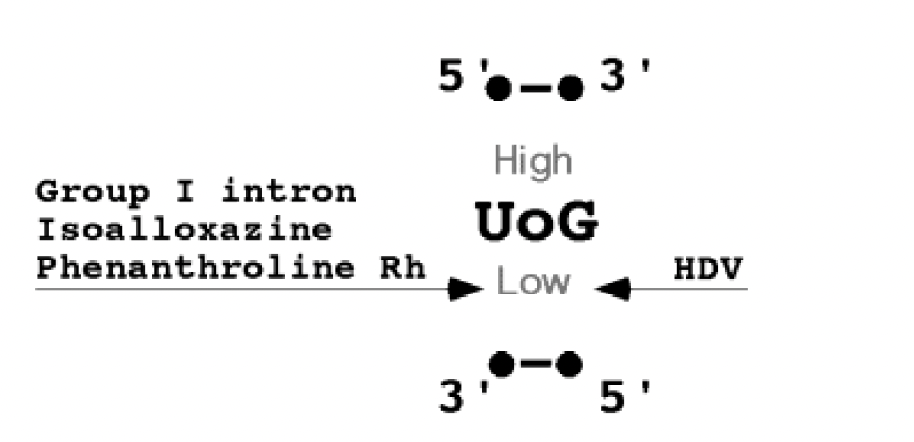 5' 3'
High
Group I intron
UoG
Isoalloxazine
Phenanthroline Rh
Low
HDV
3' 5'